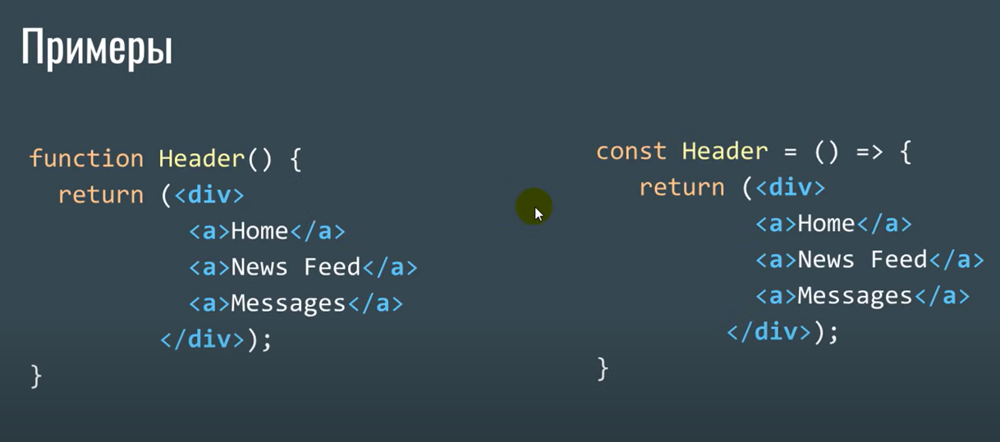 Примеры
function Header() {
return (<div>
<a>Home</a>
<a>News Feed</a>
<a>Messages</a>
</div>);
}
const Header = () => {
return (<div>
<a>Home</a>
<a>News Feed</a>
<a>Messages</a>
</div>);
}